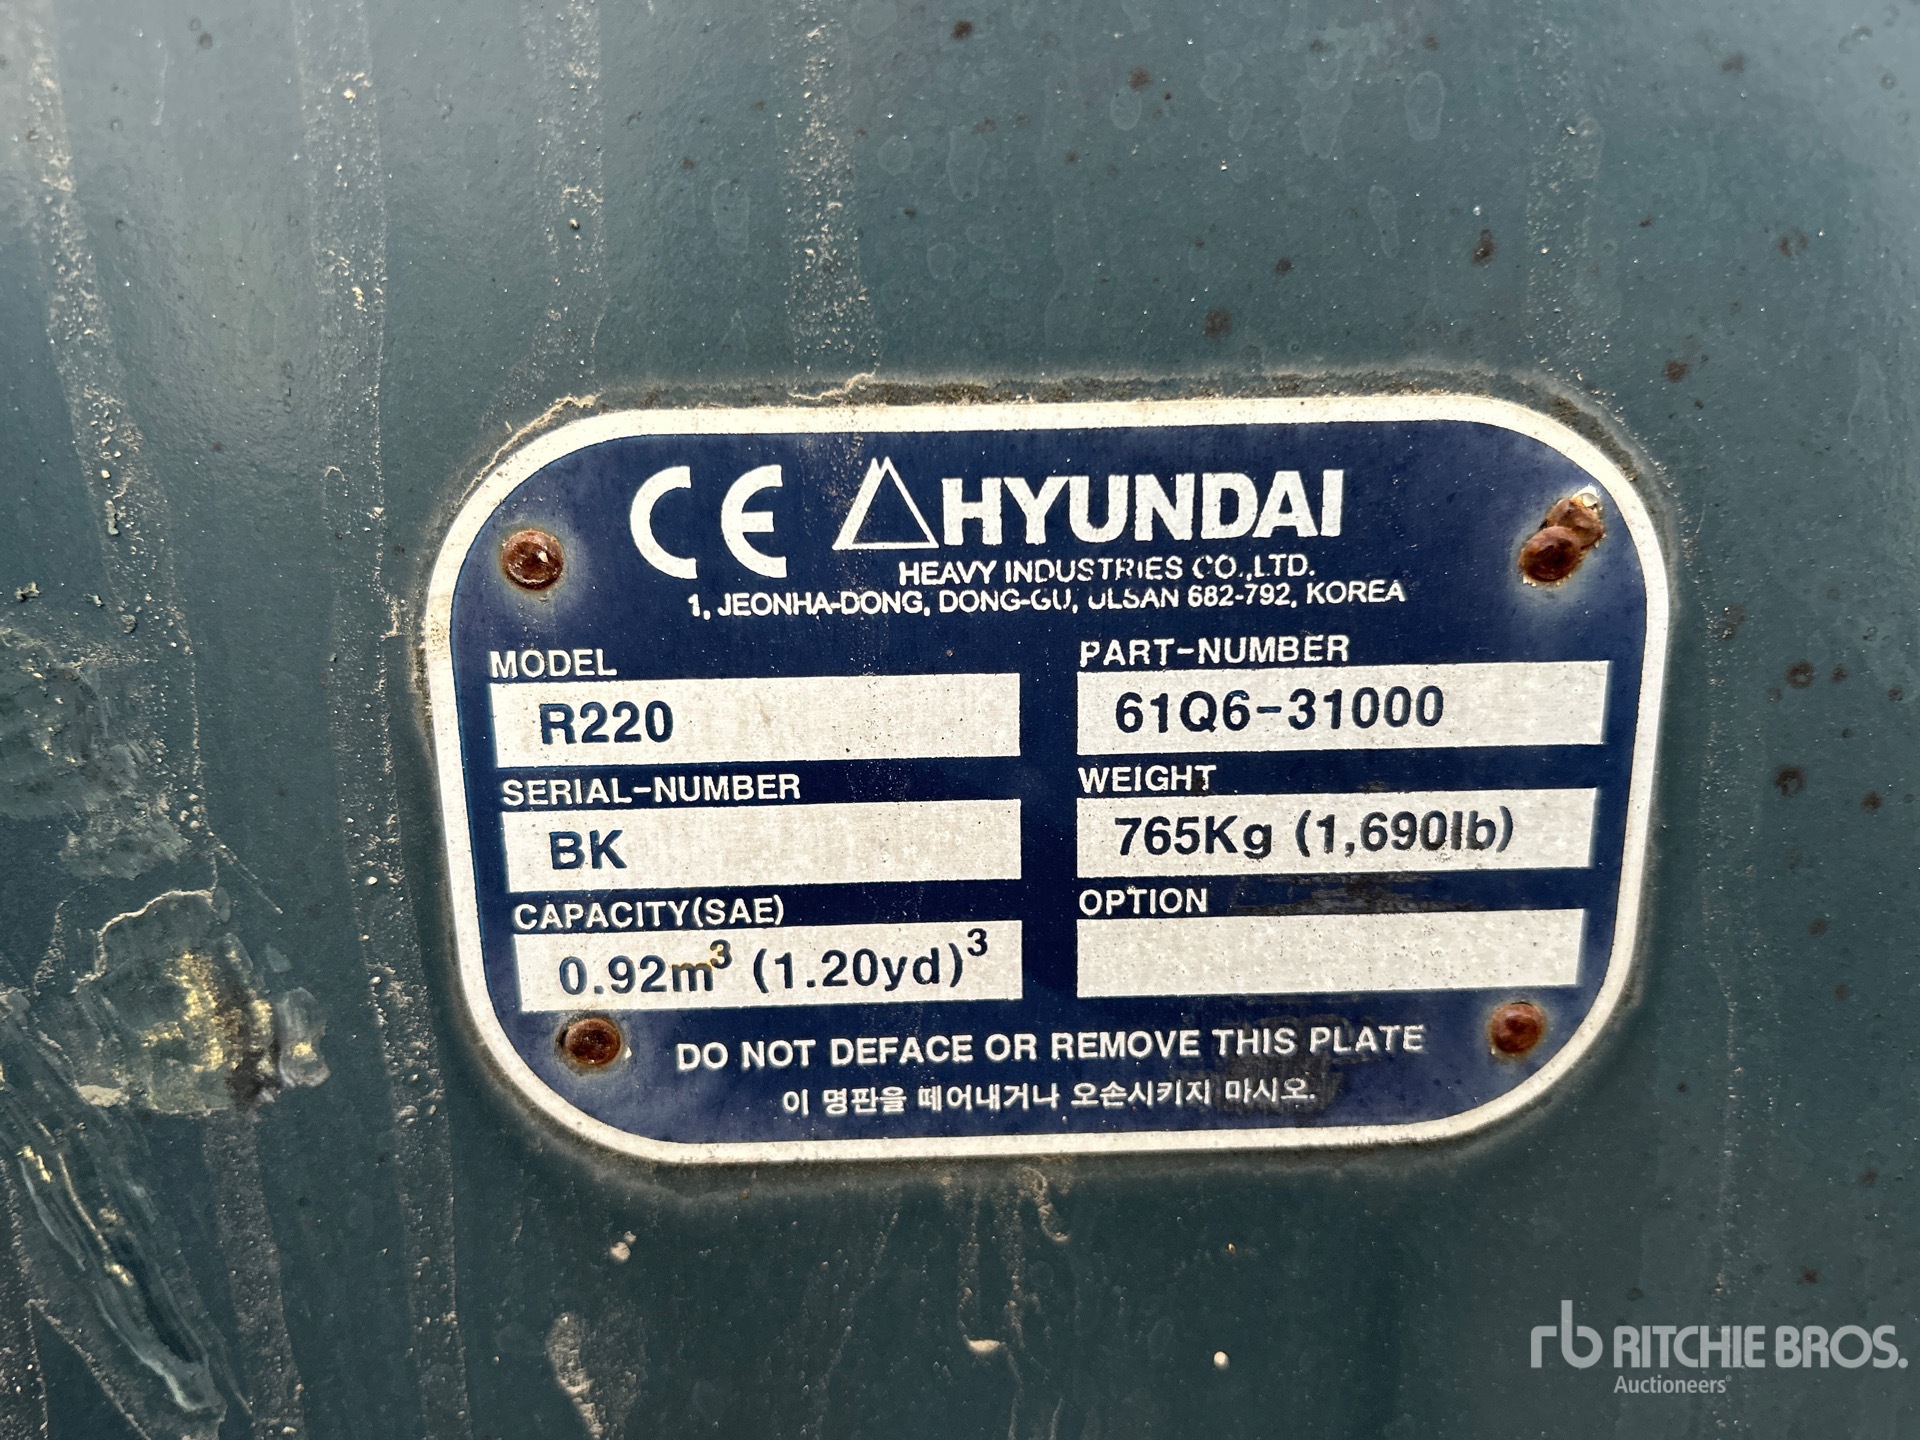 CE HYUNDAI
HEAVY INDUSTRIES CO.,LTD.
1, JEONHA-DONG, DONG-GU, ULSAN 682-792, KOREA
MODEL
R220
PART-NUMBER
61Q6-31000
SERIAL-NUMBER
BK
WEIGHT
765Kg (1,690lb)
CAPACITY(SAE)
0.92m³ (1.20yd)³
OPTION
DO NOT DEFACE OR REMOVE THIS PLATE
이 명판을 떼어내거나 오손시키지 마시오.
rb RITCHIE BROS.
Auctioneers®